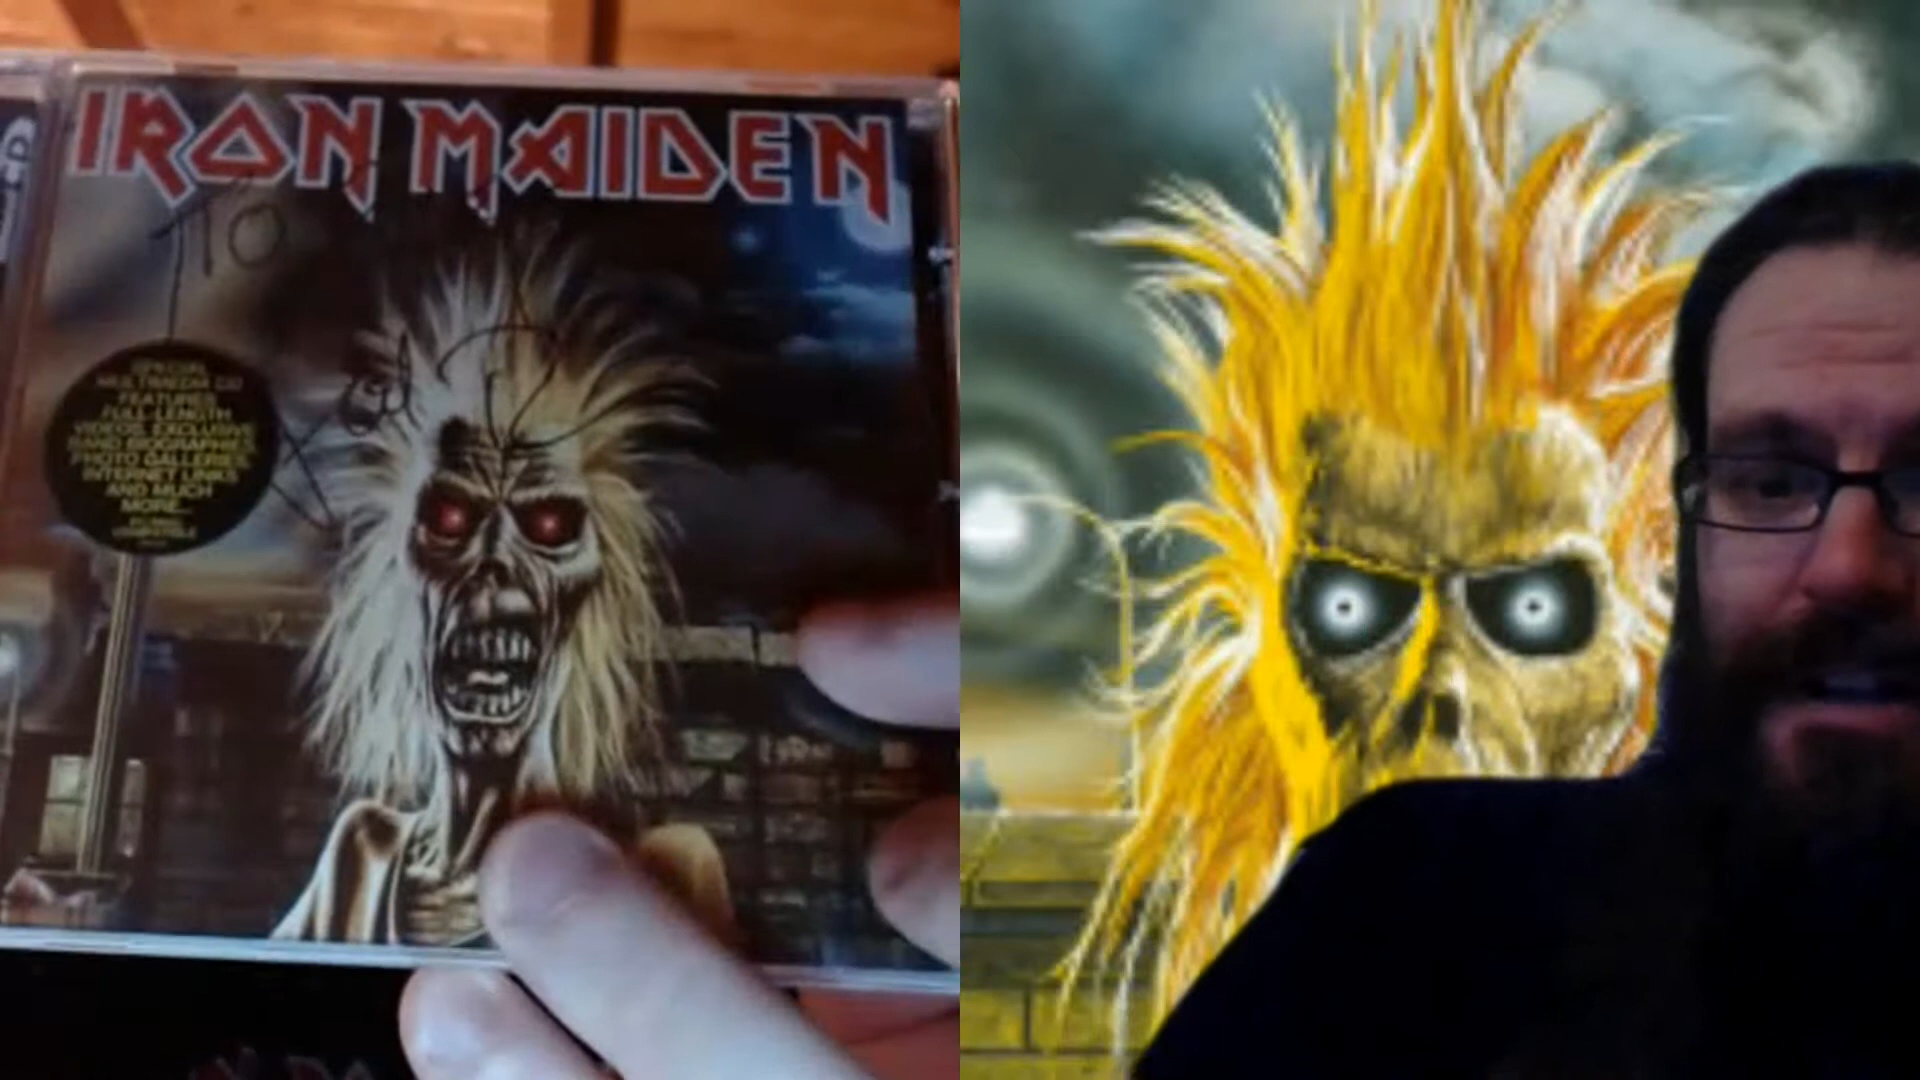 IRON MAIDEN
To
SPECIAL
MULTIMEDIA CD
FEATURES
FULL-LENGTH
VIDEOS, EXCLUSIVE
BAND BIOGRAPHIES,
PHOTO GALLERIES,
INTERNET LINKS
AND MUCH
MORE...